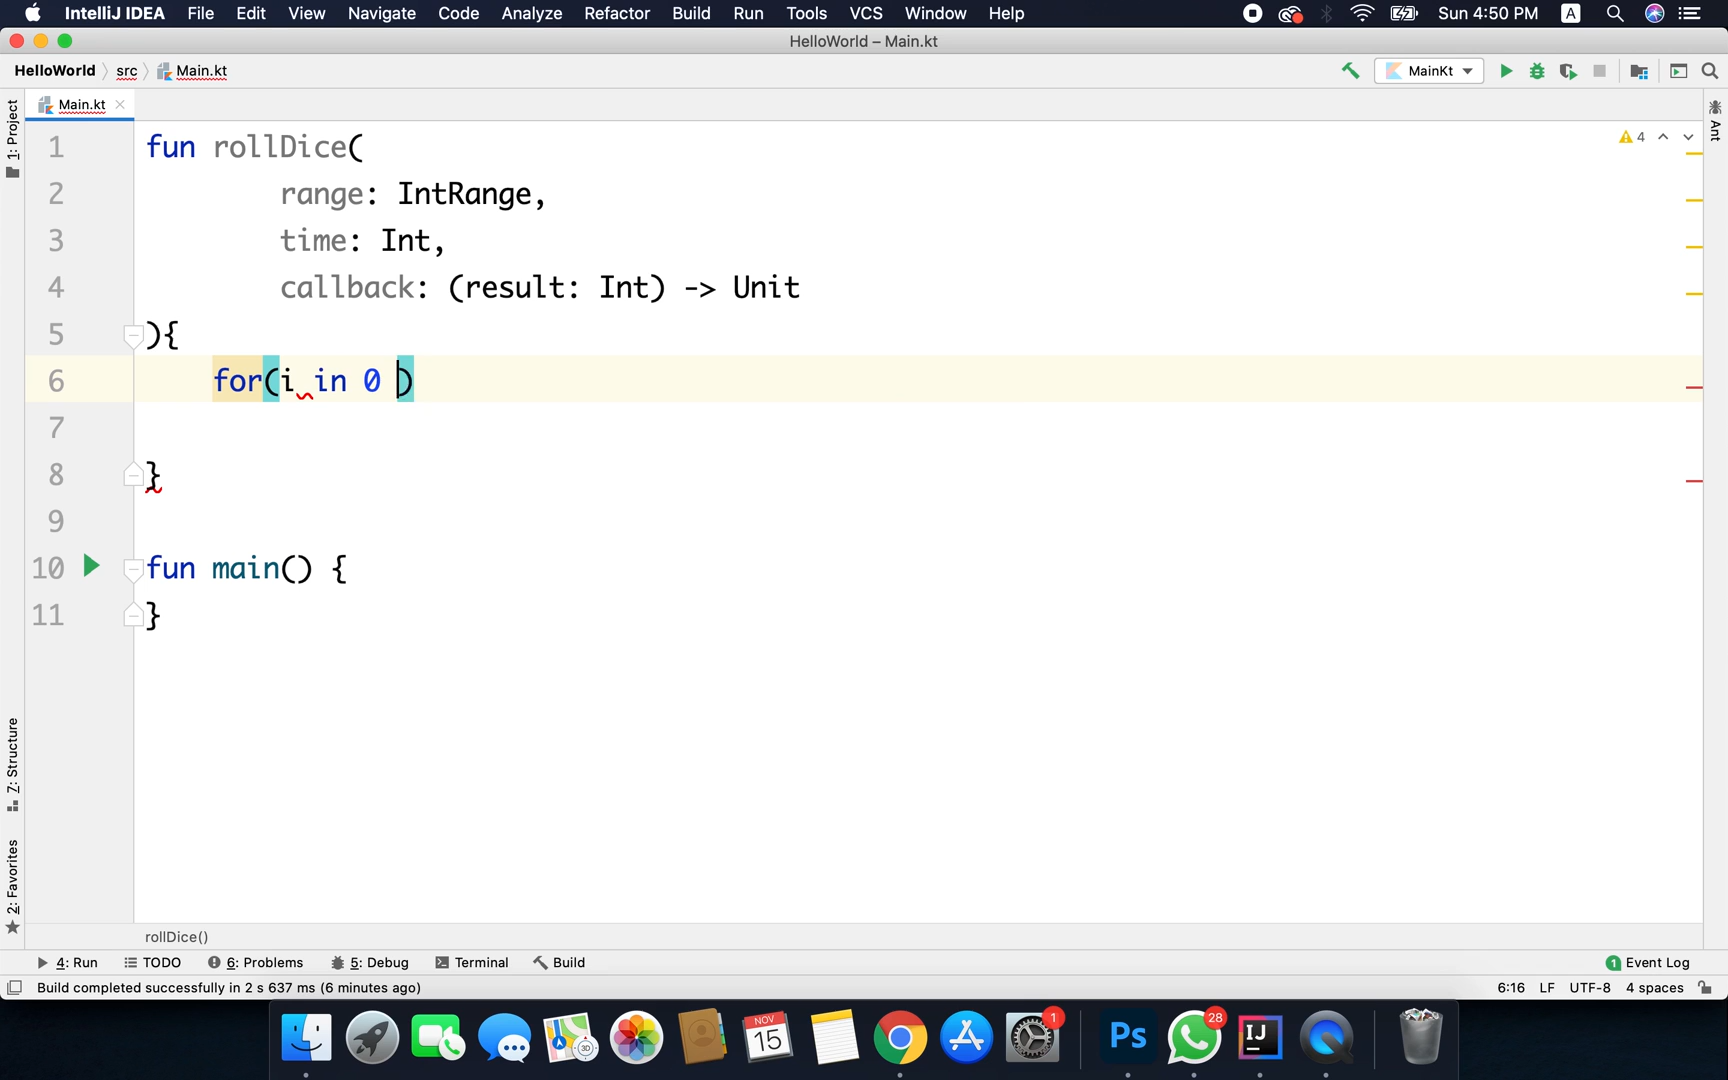 IntelliJ IDEA File Edit View Navigate Code Analyze Refactor Build Run Tools VCS Window Help Sun 4:50 PM A
HelloWorld – Main.kt
HelloWorld src Main.kt MainKt
Main.kt
1: Project
Ant
4
1 fun rollDice(
2 range: IntRange,
3 time: Int,
4 callback: (result: Int) -> Unit
5 ){
6 for(i in 0 )
7
8 }
9
10 fun main() {
11 }
Z: Structure
2: Favorites
rollDice()
4: Run TODO 6: Problems 5: Debug Terminal Build 1 Event Log
Build completed successfully in 2 s 637 ms (6 minutes ago) 6:16 LF UTF-8 4 spaces
3D NOV 15 1 Ps 28 IJ